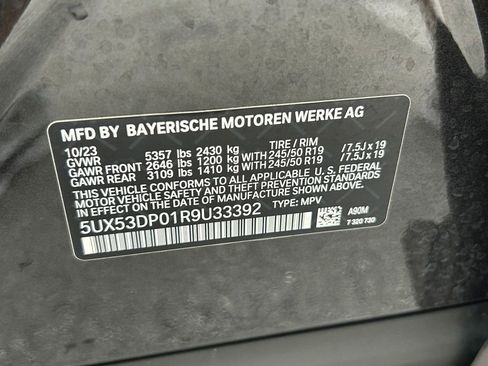 MFD BY BAYERISCHE MOTOREN WERKE AG
10/23 TIRE / RIM
GVWR 5357 lbs 2430 kg
GAWR FRONT 2646 lbs 1200 kg WITH 245/50 R19 / 7.5J x 19
GAWR REAR 3109 lbs 1410 kg WITH 245/50 R19 / 7.5J x 19
THIS VEHICLE CONFORMS TO ALL APPLICABLE U.S. FEDERAL
MOTOR VEHICLE SAFETY AND THEFT PREVENTION STANDARDS IN
EFFECT ON THE DATE OF MANUFACTURE SHOWN ABOVE.
5UX53DP01R9U33392 TYPE: MPV
A90M
7 320 730